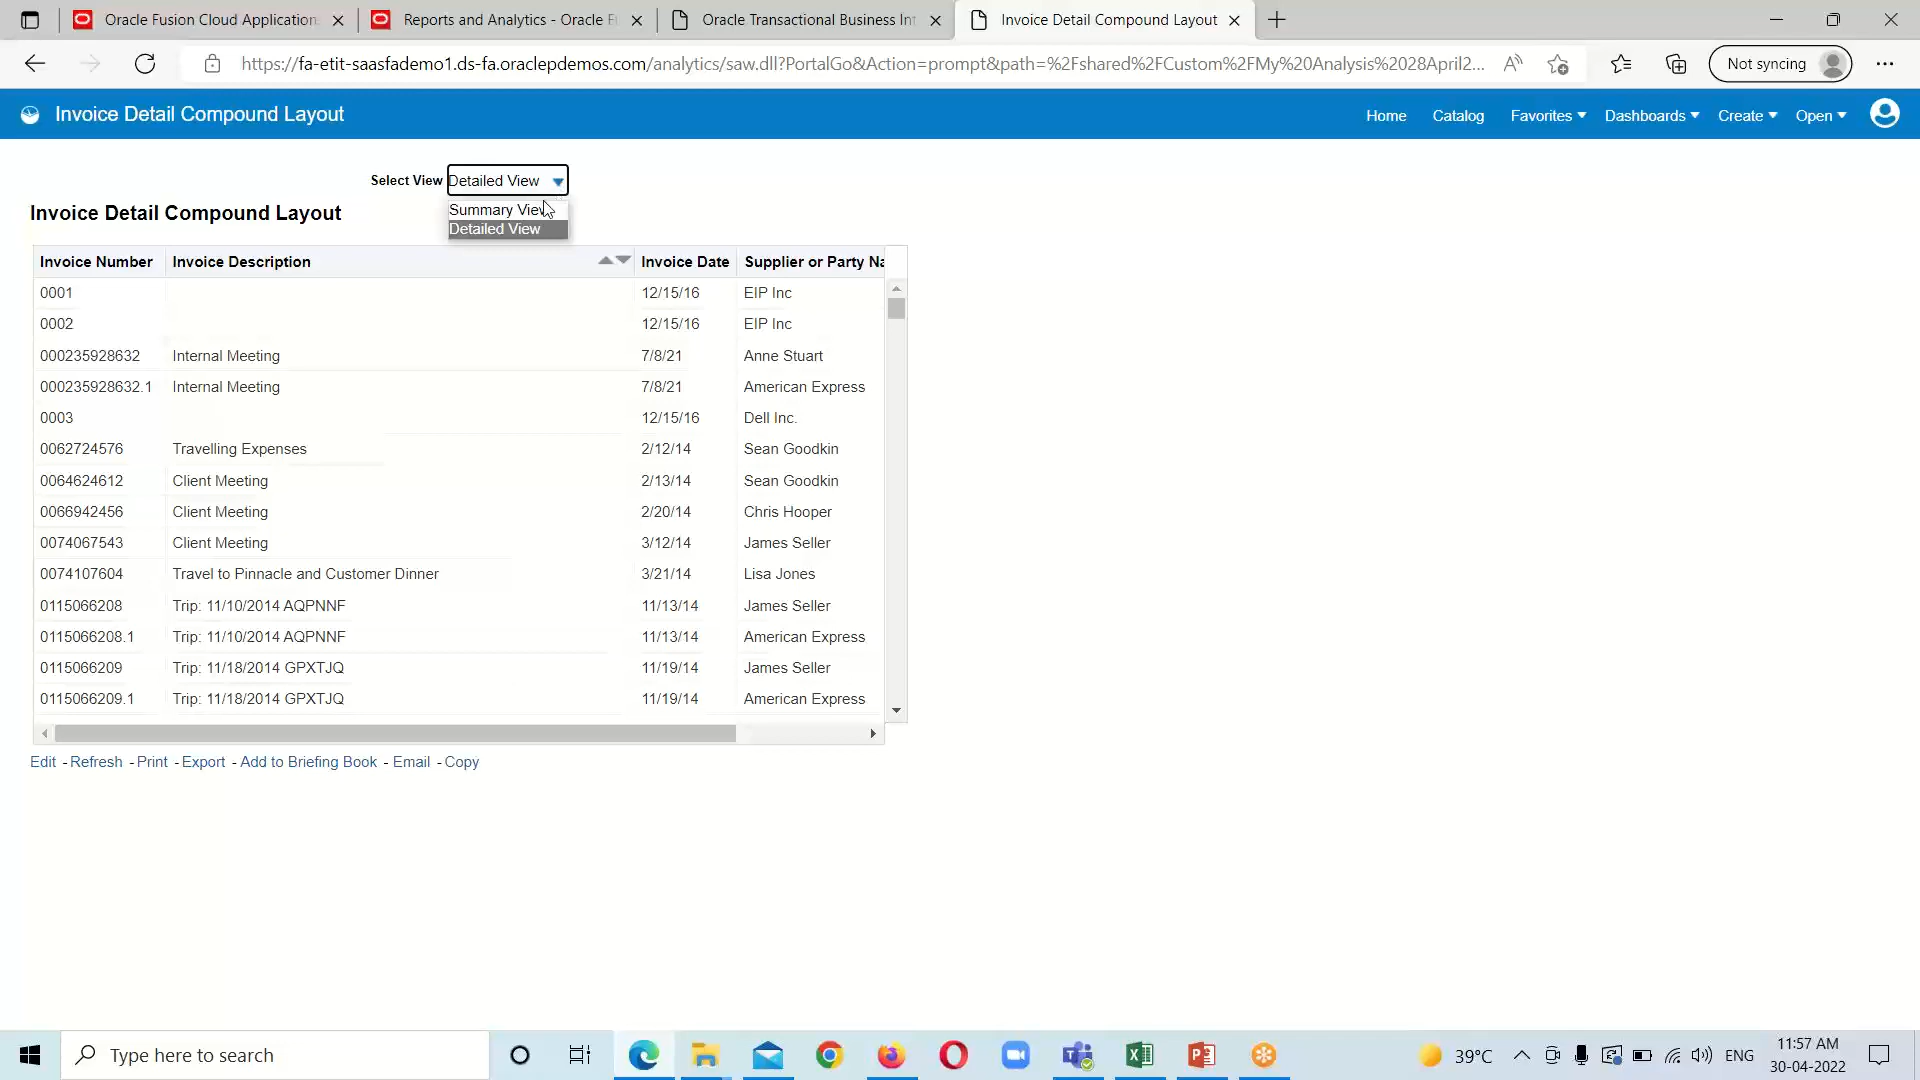 Oracle Fusion Cloud Application
Reports and Analytics - Oracle F
Oracle Transactional Business Int
Invoice Detail Compound Layout
https://fa-etit-saasfademo1.ds-fa.oraclepdemos.com/analytics/saw.dll?PortalGo&Action=prompt&path=%2Fshared%2FCustom%2FMy%20Analysis%2028April2...
Not syncing
Invoice Detail Compound Layout
Home Catalog Favorites Dashboards Create Open
Select View Detailed View
Summary View
Detailed View
Invoice Detail Compound Layout
Invoice Number Invoice Description Invoice Date Supplier or Party Na
0001 12/15/16 EIP Inc
0002 12/15/16 EIP Inc
000235928632 Internal Meeting 7/8/21 Anne Stuart
000235928632.1 Internal Meeting 7/8/21 American Express
0003 12/15/16 Dell Inc.
0062724576 Travelling Expenses 2/12/14 Sean Goodkin
0064624612 Client Meeting 2/13/14 Sean Goodkin
0066942456 Client Meeting 2/20/14 Chris Hooper
0074067543 Client Meeting 3/12/14 James Seller
0074107604 Travel to Pinnacle and Customer Dinner 3/21/14 Lisa Jones
0115066208 Trip: 11/10/2014 AQPNNF 11/13/14 James Seller
0115066208.1 Trip: 11/10/2014 AQPNNF 11/13/14 American Express
0115066209 Trip: 11/18/2014 GPXTJQ 11/19/14 James Seller
0115066209.1 Trip: 11/18/2014 GPXTJQ 11/19/14 American Express
Edit - Refresh - Print - Export - Add to Briefing Book - Email - Copy
Type here to search
39°C
ENG
11:57 AM
30-04-2022